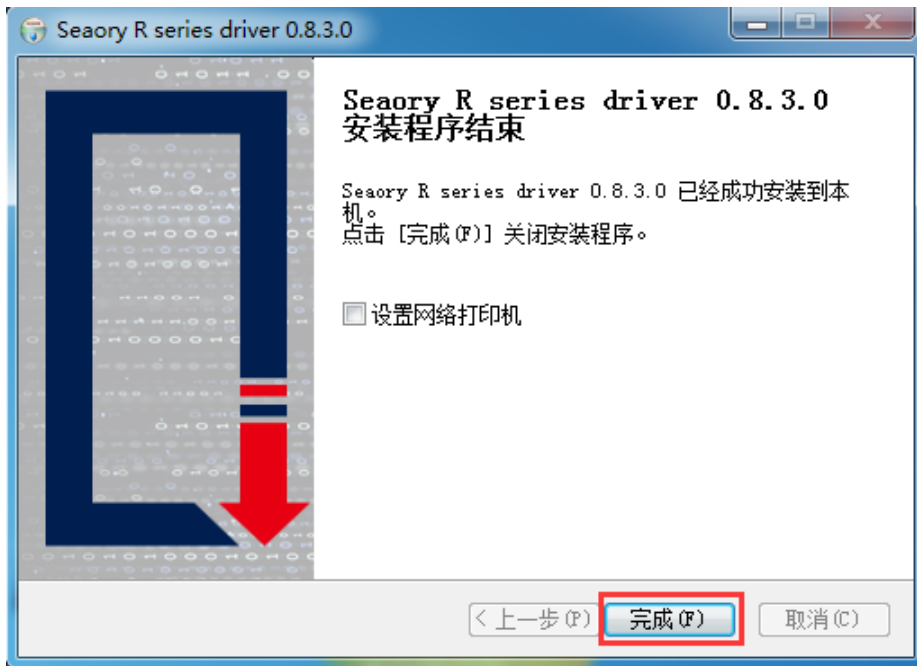 Seaory R series driver 0.8.3.0
Seaory R series driver 0.8.3.0
安装程序结束
Seaory R series driver 0.8.3.0 已经成功安装到本
机。
点击 [完成(F)] 关闭安装程序。
设置网络打印机
< 上一步(P)
完成(F)
取消(C)